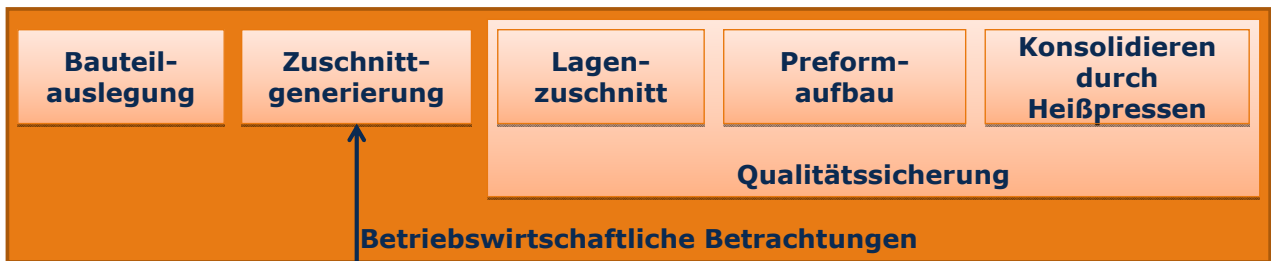 Bauteil-
auslegung
Zuschnitt-
generierung
Lagen-
zuschnitt
Preform-
aufbau
Konsolidieren
durch
Heißpressen
Qualitätssicherung
Betriebswirtschaftliche Betrachtungen